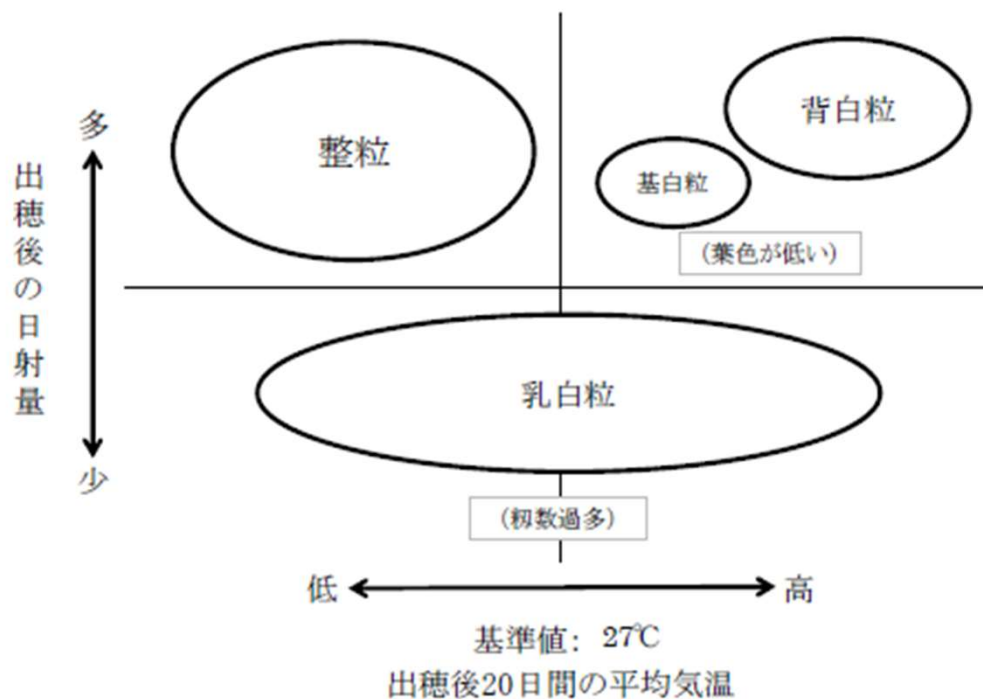 多
出穂後の日射量
少
整粒
背白粒
基白粒
(葉色が低い)
乳白粒
(籾数過多)
低
高
基準値: 27℃
出穂後20日間の平均気温